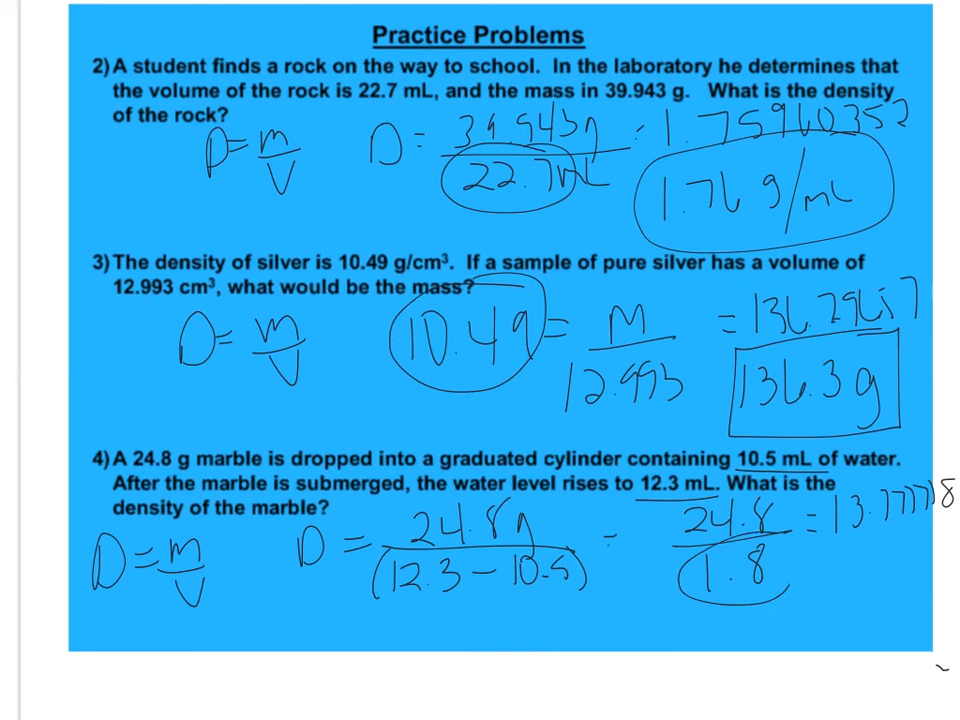 Practice Problems
2) A student finds a rock on the way to school. In the laboratory he determines that
the volume of the rock is 22.7 mL, and the mass in 39.943 g. What is the density
of the rock?
D = m/V D = 39.943g/22.7mL = 1.759610352
1.76 g/mL
3) The density of silver is 10.49 g/cm³. If a sample of pure silver has a volume of
12.993 cm³, what would be the mass?
D = m/V 10.49 = M/12.993 = 136.29657
136.3 g
4) A 24.8 g marble is dropped into a graduated cylinder containing 10.5 mL of water.
After the marble is submerged, the water level rises to 12.3 mL. What is the
density of the marble?
D = m/V D = 24.8g/(12.3 - 10.5) = 24.8/1.8 = 13.777778